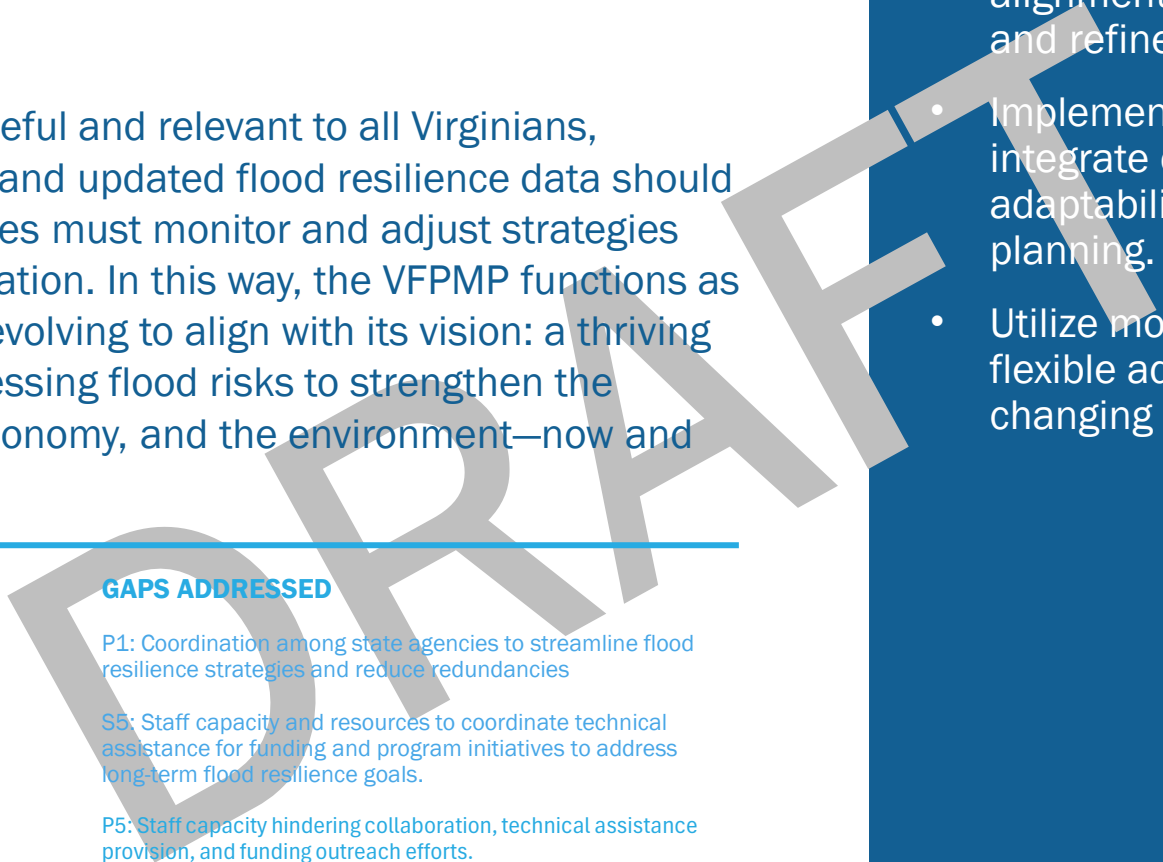 eful and relevant to all Virginians,
and updated flood resilience data should
es must monitor and adjust strategies
ation. In this way, the VFPMP functions as
evolving to align with its vision: a thriving
essing flood risks to strengthen the
onomy, and the environment—now and
GAPS ADDRESSED
P1: Coordination among state agencies to streamline flood
resilience strategies and reduce redundancies
S5: Staff capacity and resources to coordinate technical
assistance for funding and program initiatives to address
long-term flood resilience goals.
P5: Staff capacity hindering collaboration, technical assistance
provision, and funding outreach efforts.
alignment
and refine
• Implemen
integrate
adaptabili
planning.
• Utilize mo
flexible ad
changing
DRAFT